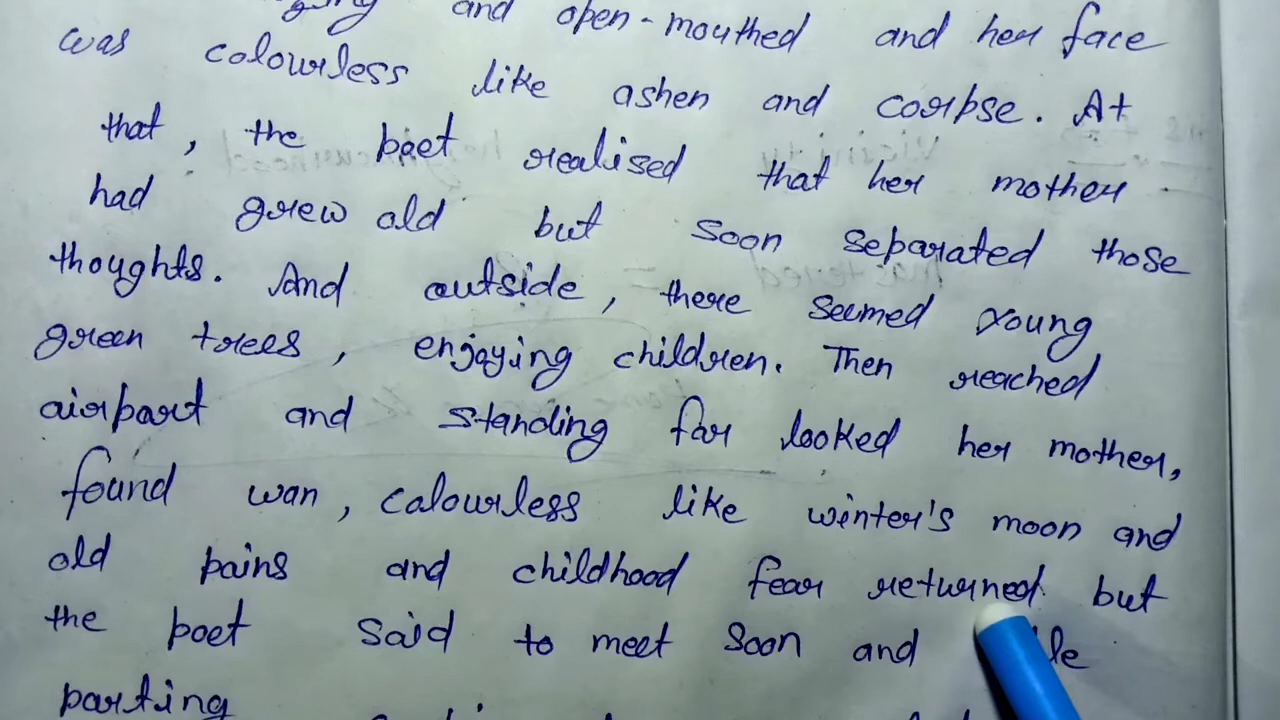 and open-mouthed and her face
was colourless like ashen and corpse. At
that, the poet realised that her mother
had grew old but soon separated those
thoughts. And outside, there seemed young
green trees, enjoying children. Then reached
airport and standing far looked her mother,
found wan, colourless like winter's moon and
old pains and childhood fear returned but
the poet said to meet soon and
parting